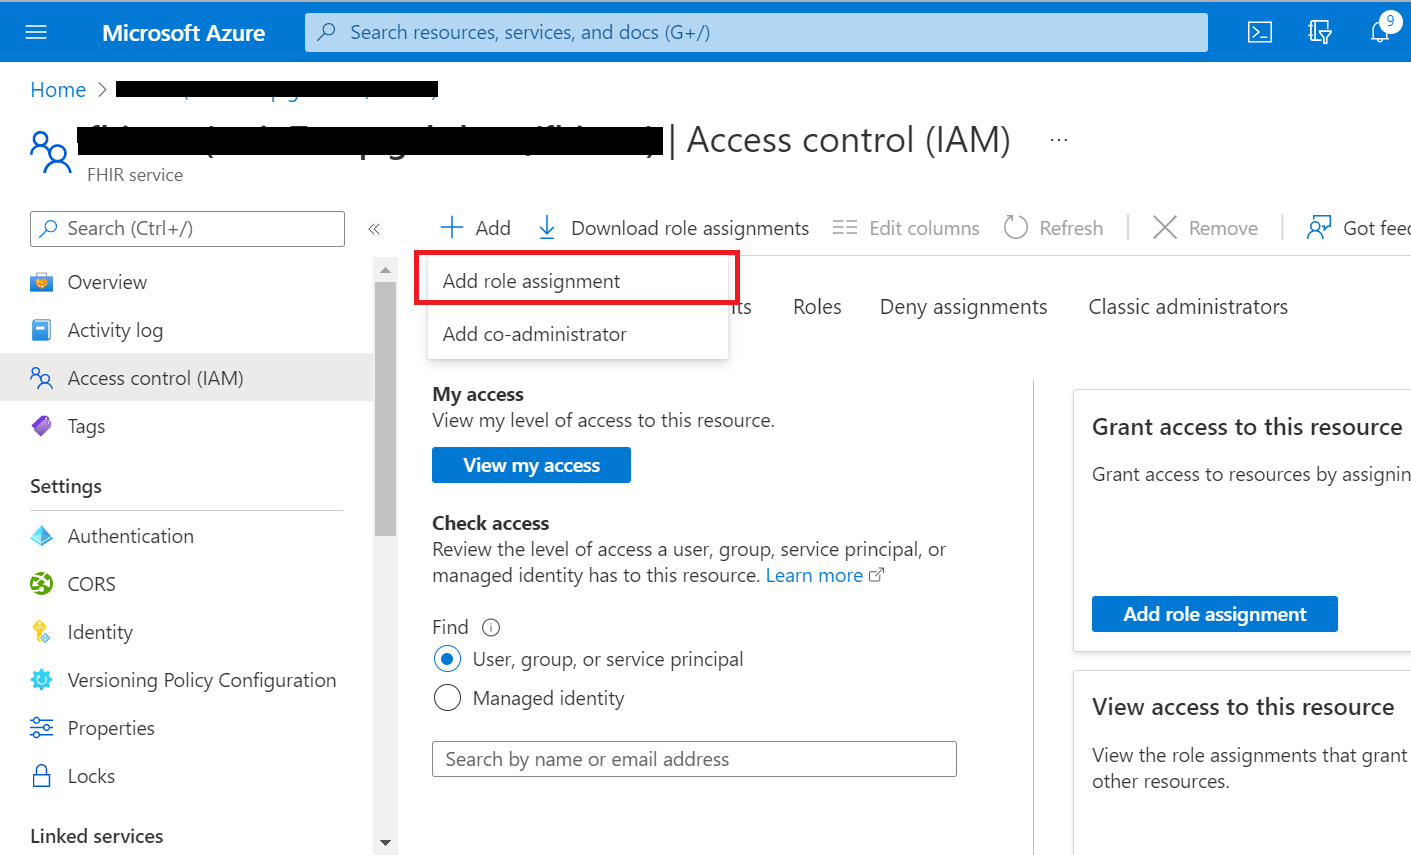 Microsoft Azure
Search resources, services, and docs (G+/)
9
Home
| Access control (IAM)
...
FHIR service
Search (Ctrl+/)
«
Add
Download role assignments
Edit columns
Refresh
Remove
Got feed
Add role assignment
Add co-administrator
Roles
Deny assignments
Classic administrators
Overview
Activity log
Access control (IAM)
Tags
Settings
Authentication
CORS
Identity
Versioning Policy Configuration
Properties
Locks
Linked services
My access
View my level of access to this resource.
View my access
Check access
Review the level of access a user, group, service principal, or
managed identity has to this resource. Learn more
Find
User, group, or service principal
Managed identity
Search by name or email address
Grant access to this resource
Grant access to resources by assignin
Add role assignment
View access to this resource
View the role assignments that grant
other resources.